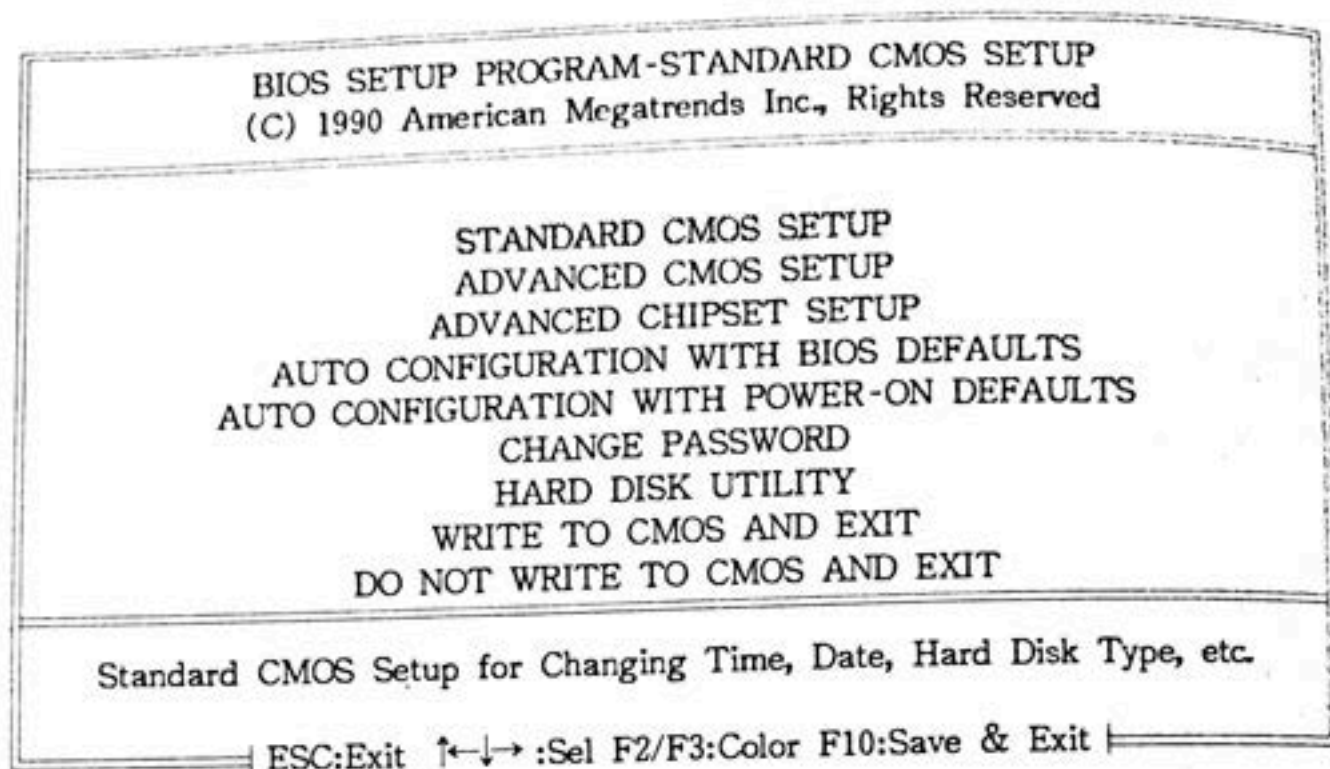 BIOS SETUP PROGRAM-STANDARD CMOS SETUP
(C) 1990 American Megatrends Inc., Rights Reserved
STANDARD CMOS SETUP
ADVANCED CMOS SETUP
ADVANCED CHIPSET SETUP
AUTO CONFIGURATION WITH BIOS DEFAULTS
AUTO CONFIGURATION WITH POWER-ON DEFAULTS
CHANGE PASSWORD
HARD DISK UTILITY
WRITE TO CMOS AND EXIT
DO NOT WRITE TO CMOS AND EXIT
Standard CMOS Setup for Changing Time, Date, Hard Disk Type, etc.
ESC:Exit ↑←↓→ :Sel F2/F3:Color F10:Save & Exit